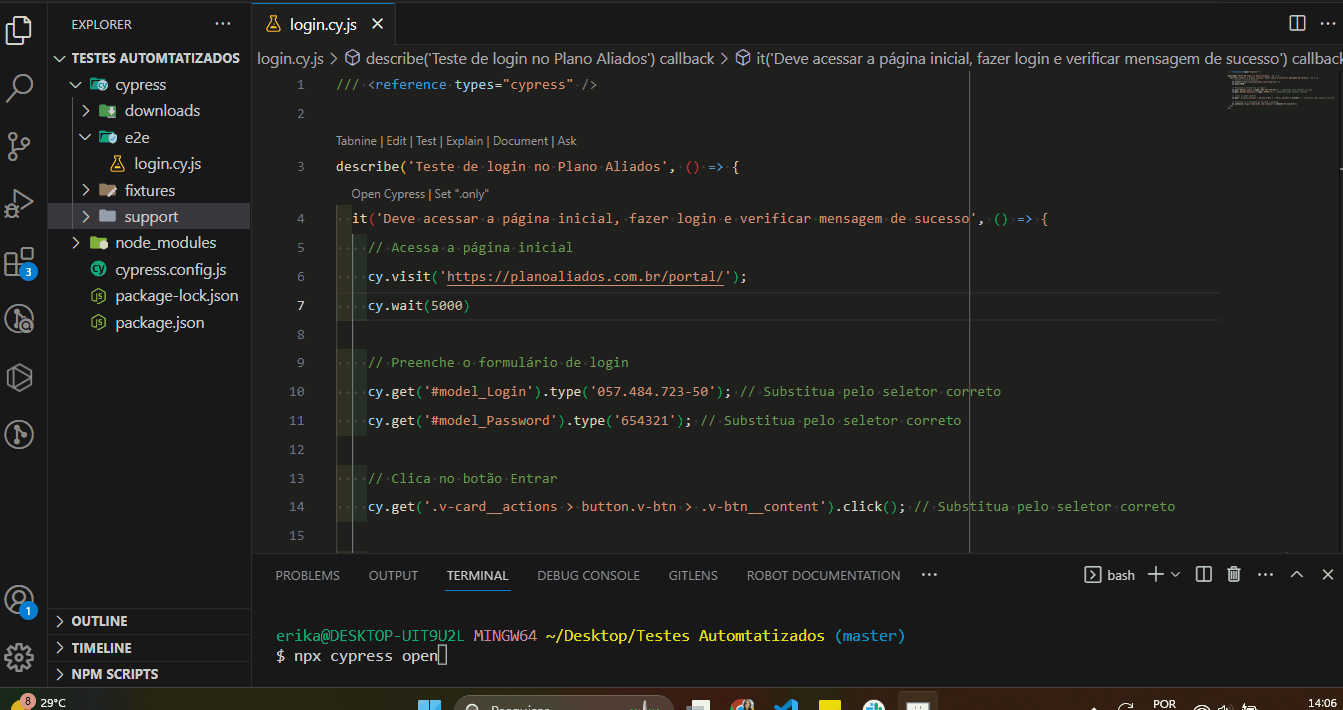 EXPLORER
login.cy.js
TESTES AUTOMTATIZADOS
cypress
downloads
e2e
login.cy.js
fixtures
support
node_modules
cypress.config.js
package-lock.json
package.json
OUTLINE
TIMELINE
NPM SCRIPTS
3
1
login.cy.js > describe('Teste de login no Plano Aliados') callback > it('Deve acessar a página inicial, fazer login e verificar mensagem de sucesso') callback
1 /// <reference types="cypress" />
2
Tabnine | Edit | Test | Explain | Document | Ask
3 describe('Teste de login no Plano Aliados', () => {
Open Cypress | Set ".only"
4 it('Deve acessar a página inicial, fazer login e verificar mensagem de sucesso', () => {
5 // Acessa a página inicial
6 cy.visit('https://planoaliados.com.br/portal/');
7 cy.wait(5000)
8
9 // Preenche o formulário de login
10 cy.get('#model_Login').type('057.484.723-50'); // Substitua pelo seletor correto
11 cy.get('#model_Password').type('654321'); // Substitua pelo seletor correto
12
13 // Clica no botão Entrar
14 cy.get('.v-card__actions > button.v-btn > .v-btn__content').click(); // Substitua pelo seletor correto
15
PROBLEMS OUTPUT TERMINAL DEBUG CONSOLE GITLENS ROBOT DOCUMENTATION
bash
erika@DESKTOP-UIT9U2L MINGW64 ~/Desktop/Testes Automtatizados (master)
$ npx cypress open
8
29°C
POR
14:06